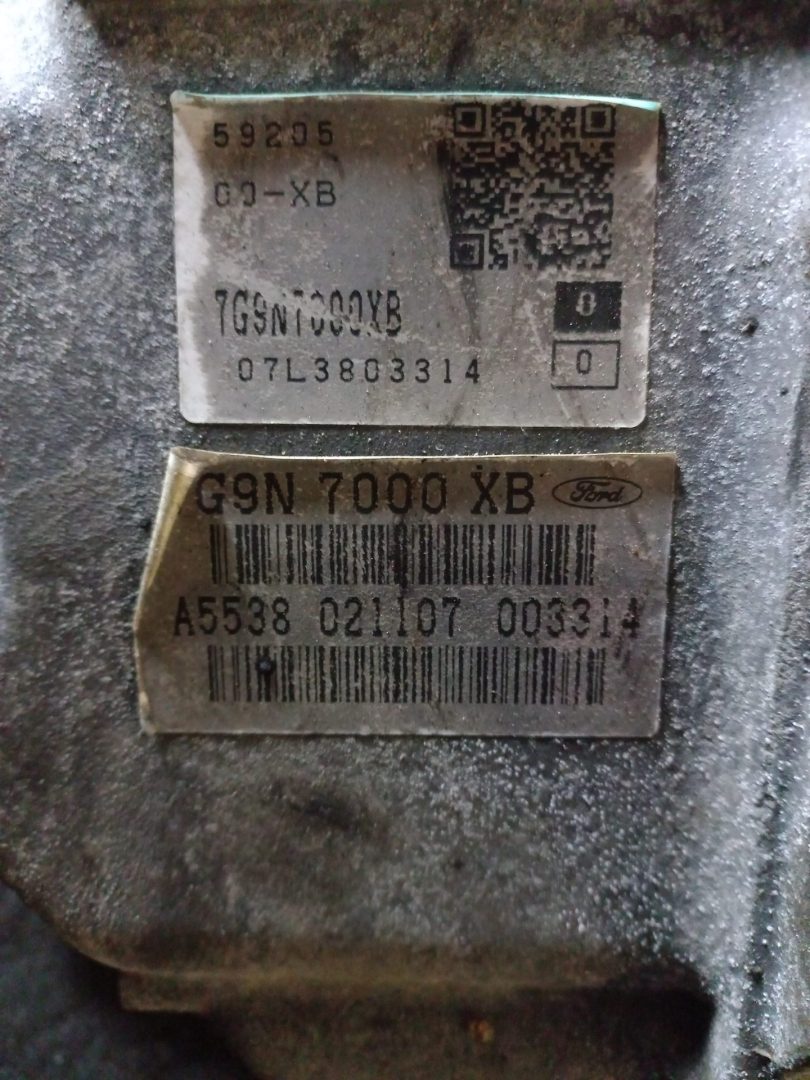 59205
00-XB
7G9N7000XB
0
07L3803314
0
G9N 7000 XB Ford
A5538 021107 003314